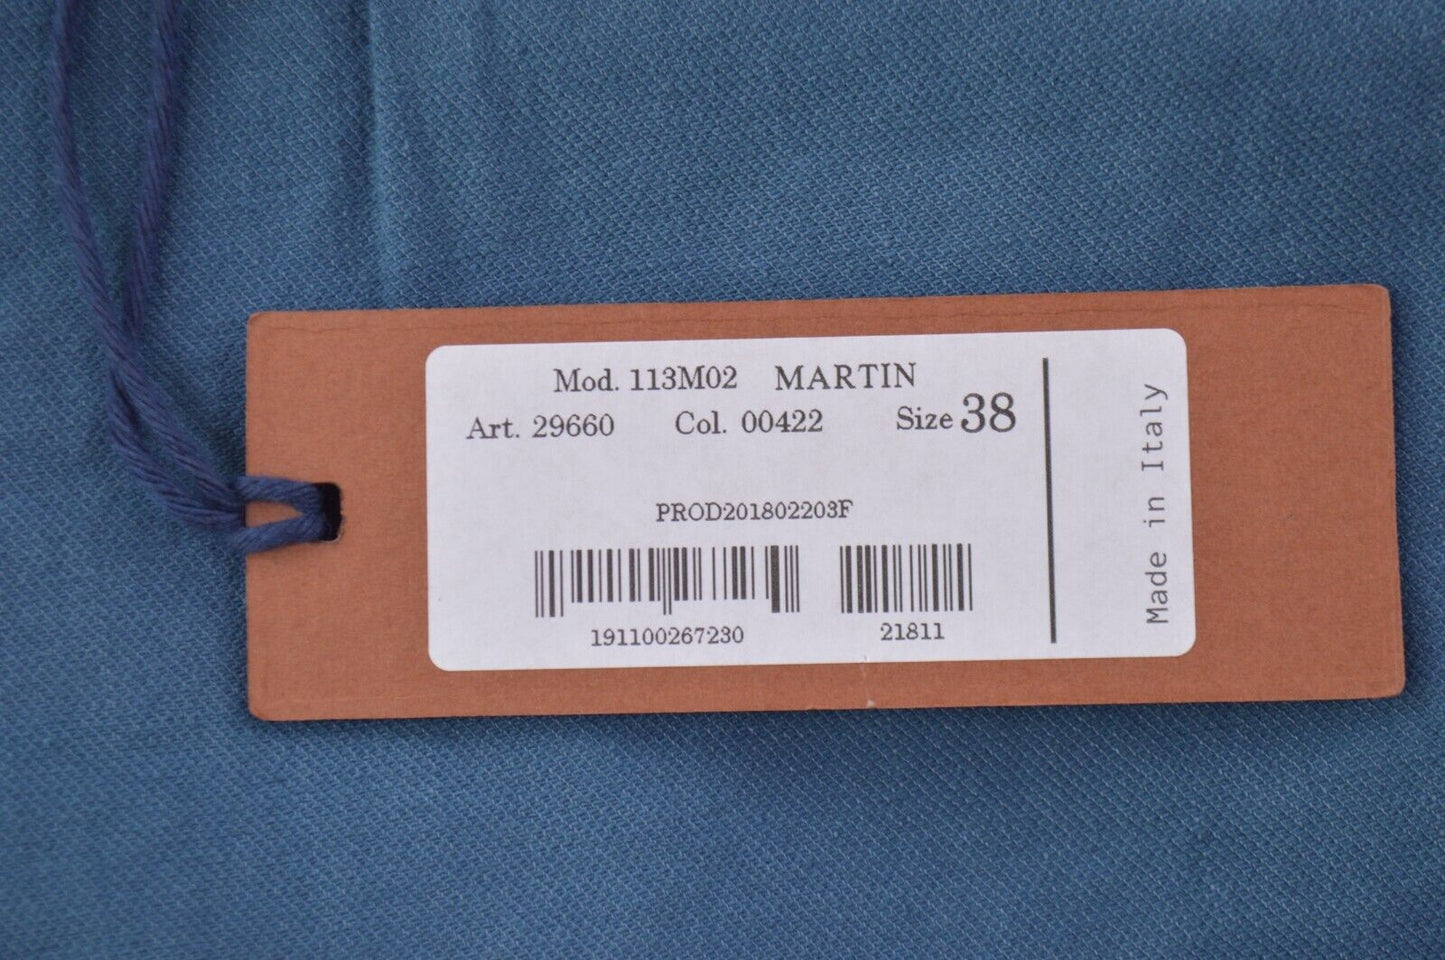 Mod. 113M02 MARTIN
Art. 29660 Col. 00422 Size 38
PROD201802203F
191100267230 21811
Made in Italy